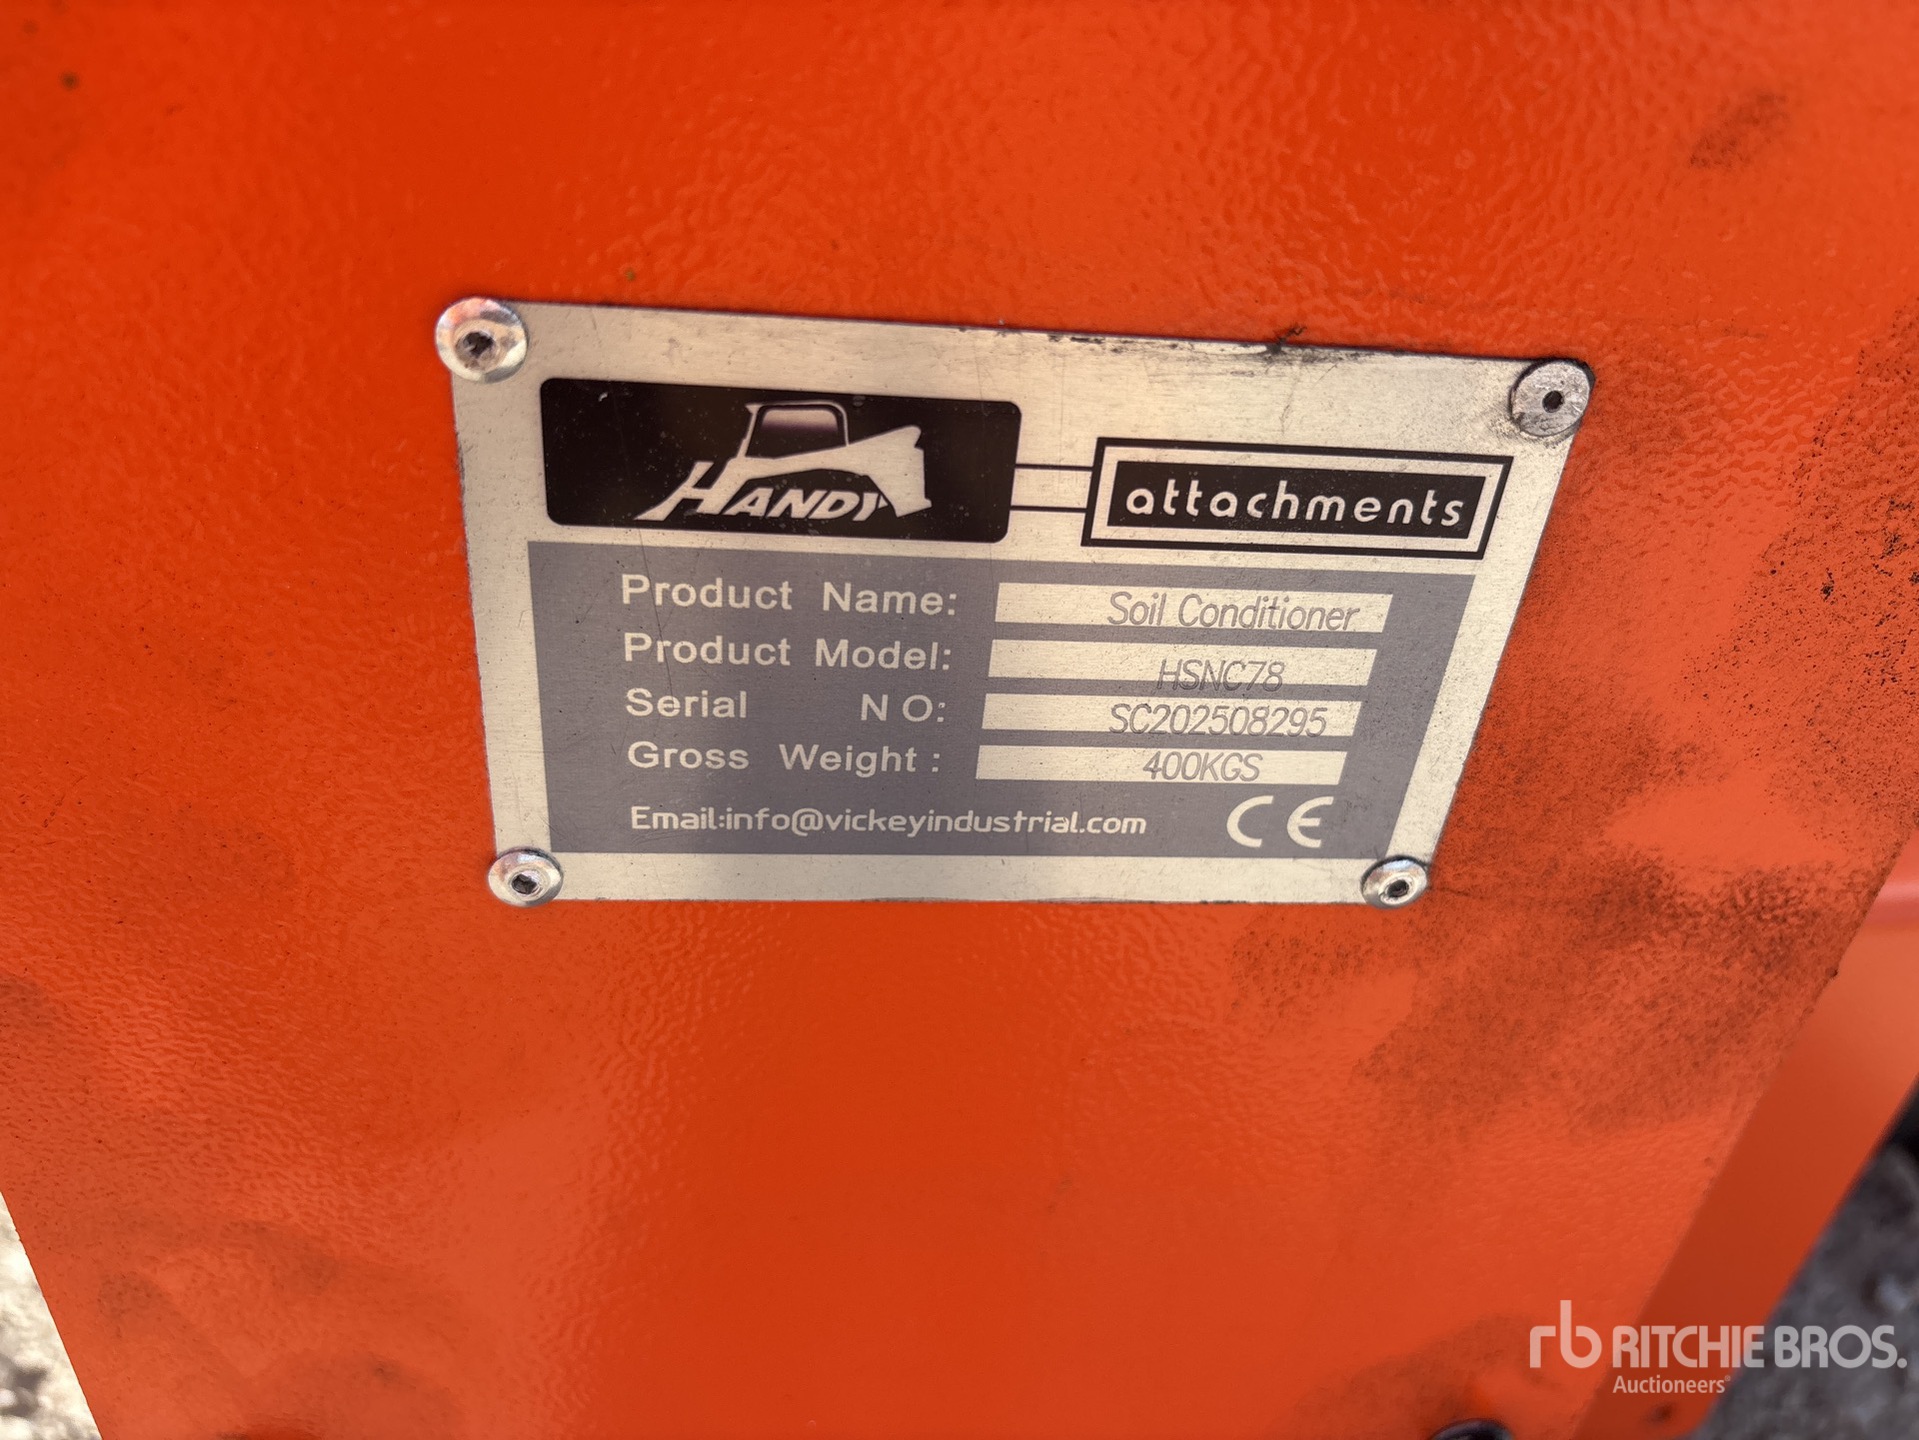 HANDY
attachments
Product Name: Soil Conditioner
Product Model: HSNC78
Serial NO: SC202508295
Gross Weight: 400KGS
Email:info@vickeyindustrial.com CE
rb RITCHIE BROS.
Auctioneers®